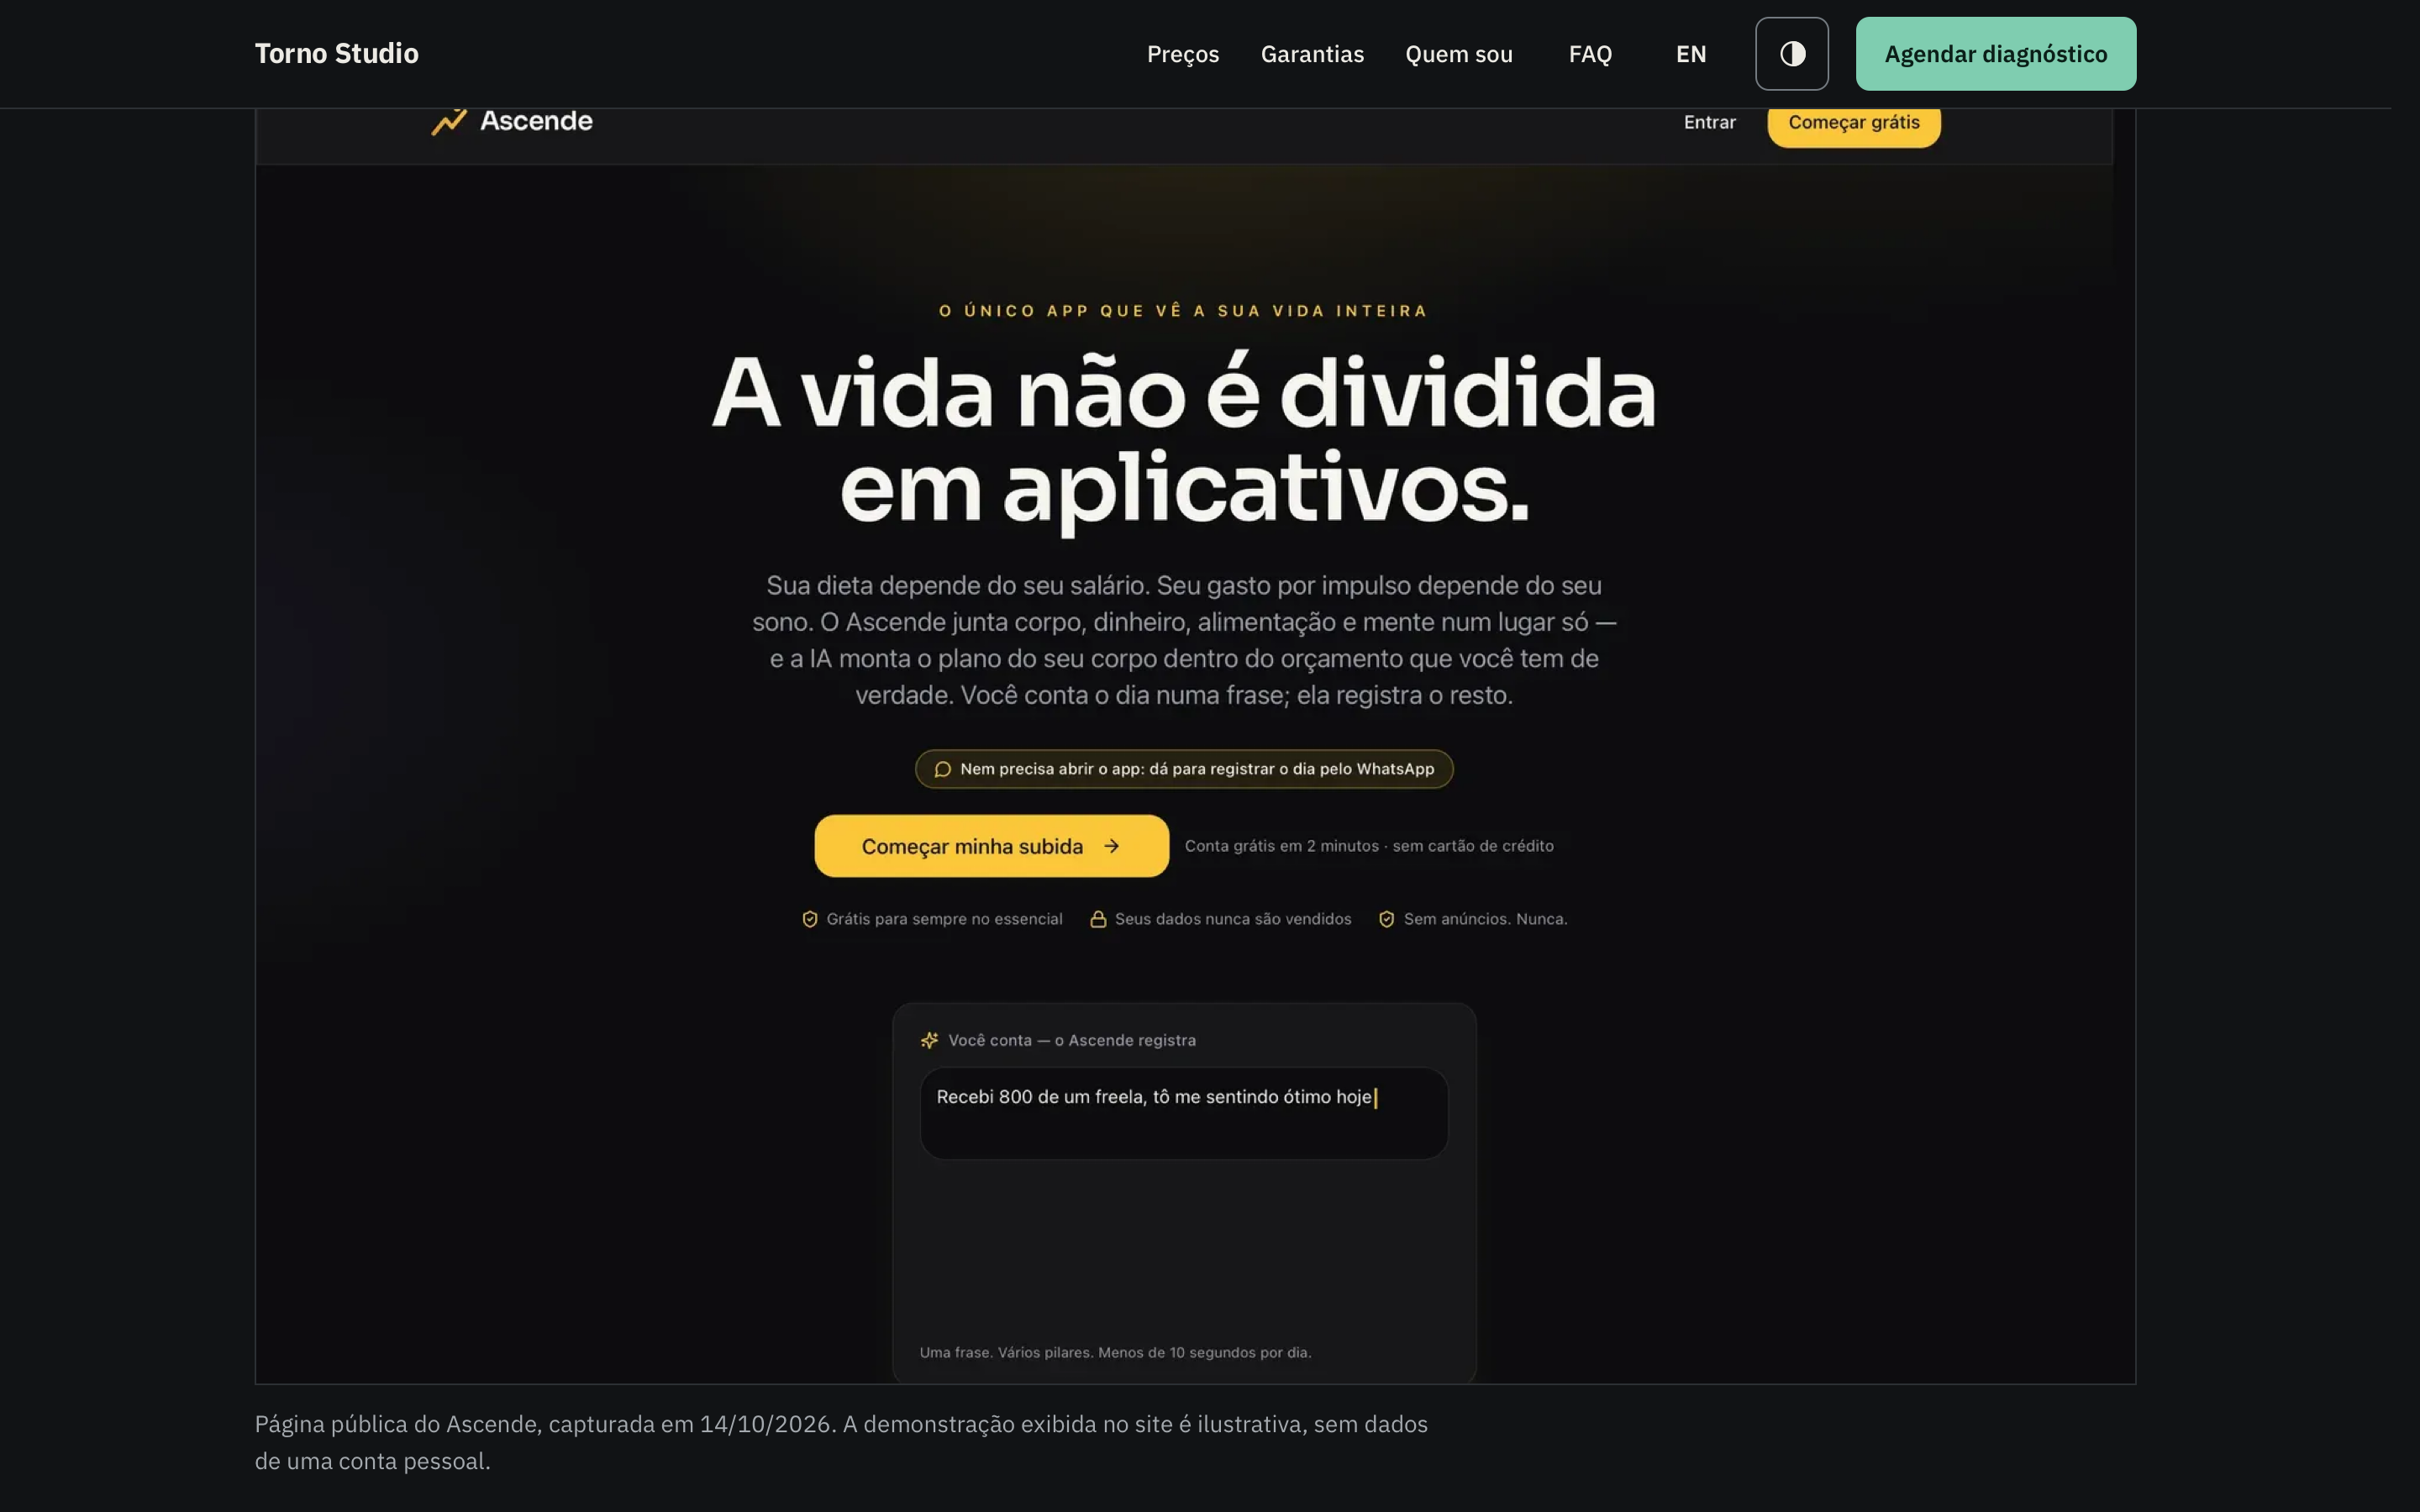 Torno Studio
Preços
Garantias
Quem sou
FAQ
EN
Agendar diagnóstico
Ascende
Entrar
Começar grátis
O ÚNICO APP QUE VÊ A SUA VIDA INTEIRA
A vida não é dividida
em aplicativos.
Sua dieta depende do seu salário. Seu gasto por impulso depende do seu
sono. O Ascende junta corpo, dinheiro, alimentação e mente num lugar só —
e a IA monta o plano do seu corpo dentro do orçamento que você tem de
verdade. Você conta o dia numa frase; ela registra o resto.
Nem precisa abrir o app: dá para registrar o dia pelo WhatsApp
Começar minha subida →
Conta grátis em 2 minutos · sem cartão de crédito
Grátis para sempre no essencial
Seus dados nunca são vendidos
Sem anúncios. Nunca.
Você conta — o Ascende registra
Recebi 800 de um freela, tô me sentindo ótimo hoje
Uma frase. Vários pilares. Menos de 10 segundos por dia.
Página pública do Ascende, capturada em 14/10/2026. A demonstração exibida no site é ilustrativa, sem dados
de uma conta pessoal.